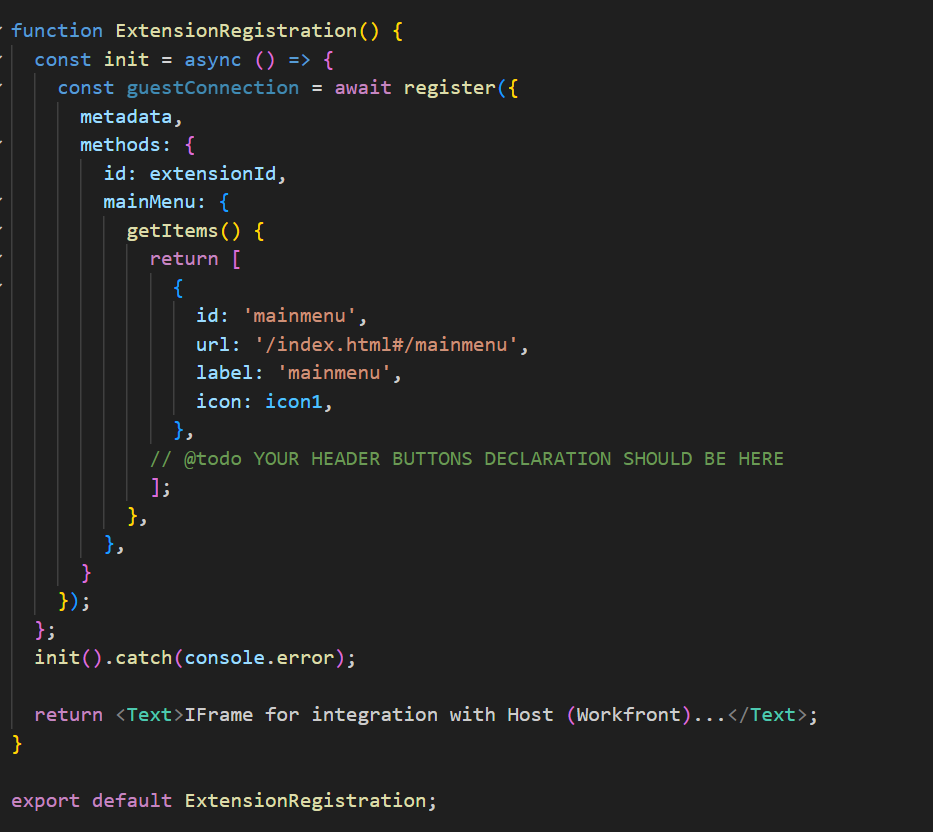 function ExtensionRegistration() {
  const init = async () => {
    const guestConnection = await register({
      metadata,
      methods: {
        id: extensionId,
        mainMenu: {
          getItems() {
            return [
              {
                id: 'mainmenu',
                url: '/index.html#/mainmenu',
                label: 'mainmenu',
                icon: icon1,
              },
            // @todo YOUR HEADER BUTTONS DECLARATION SHOULD BE HERE
            ];
          },
        },
      }
    });
  };
  init().catch(console.error);

  return <Text>IFrame for integration with Host (Workfront)...</Text>;
}

export default ExtensionRegistration;